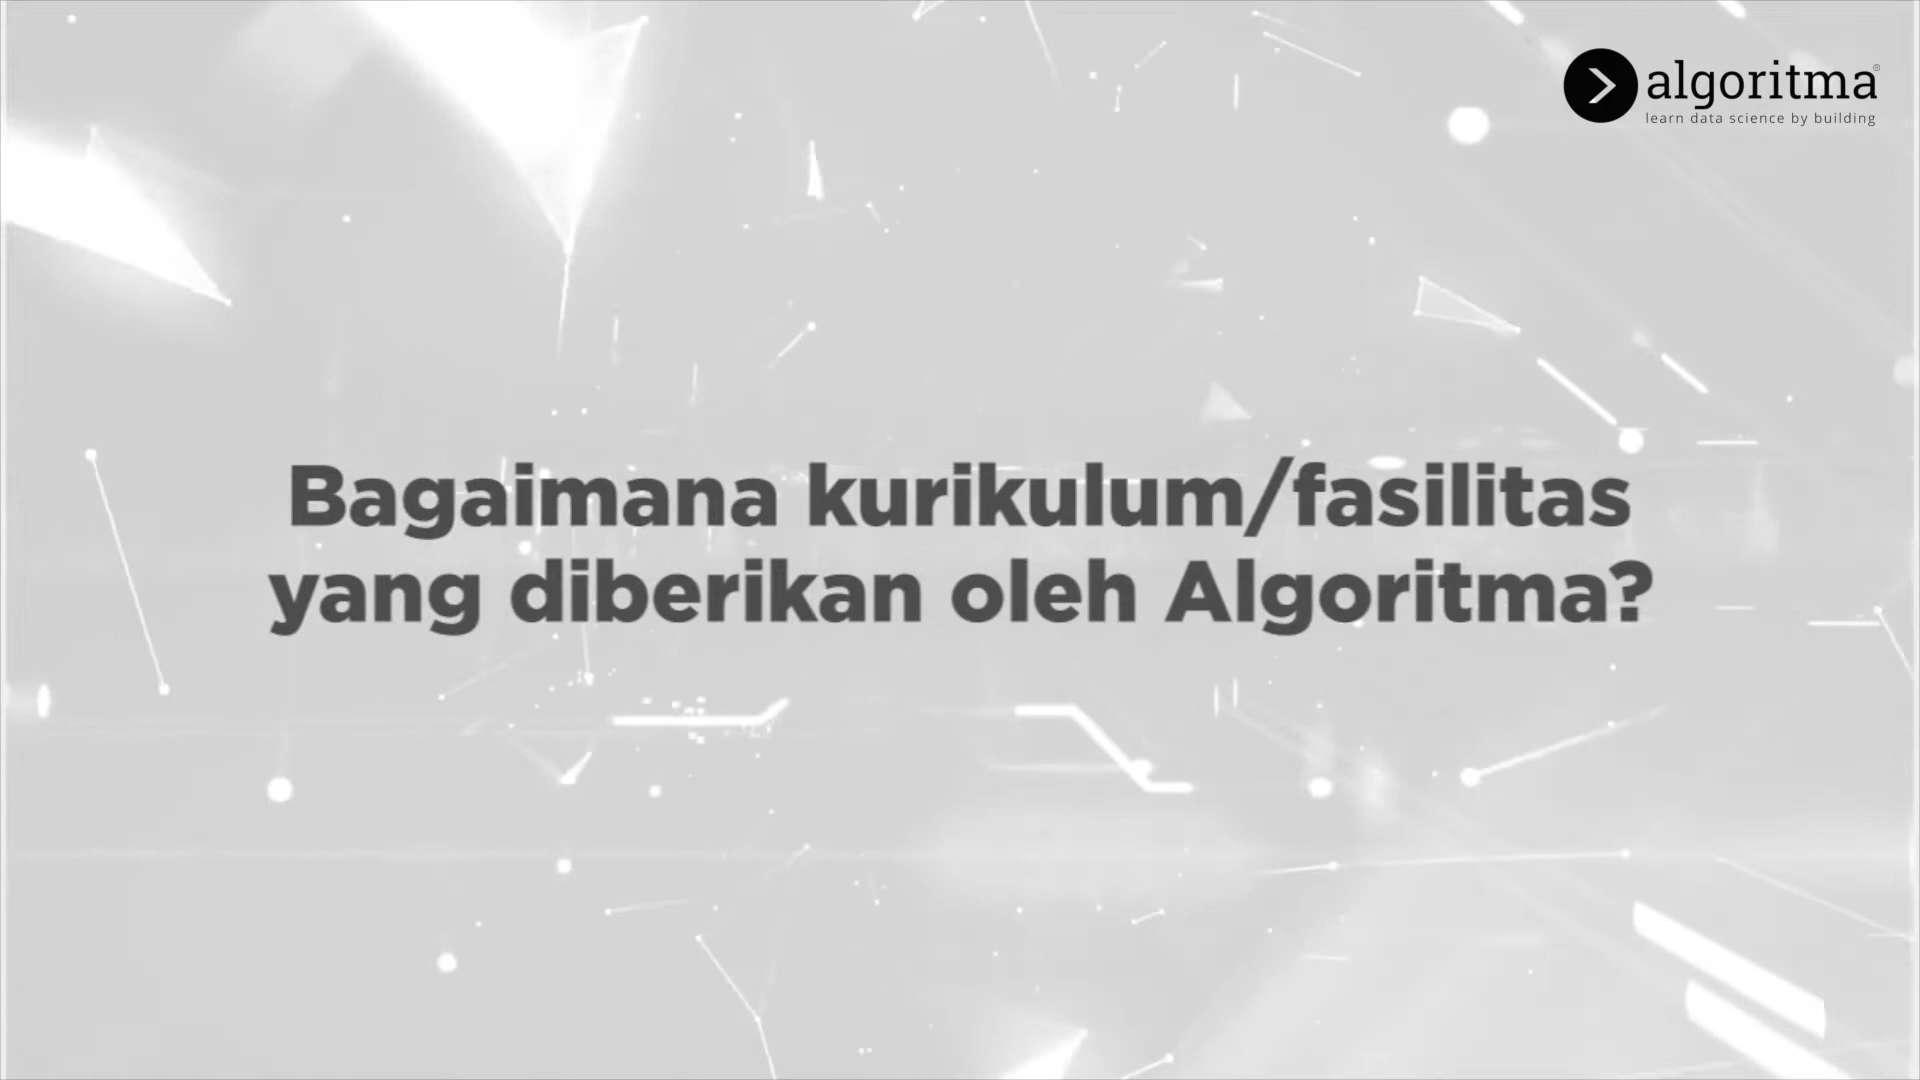 algoritma®
learn data science by building
Bagaimana kurikulum/fasilitas
yang diberikan oleh Algoritma?